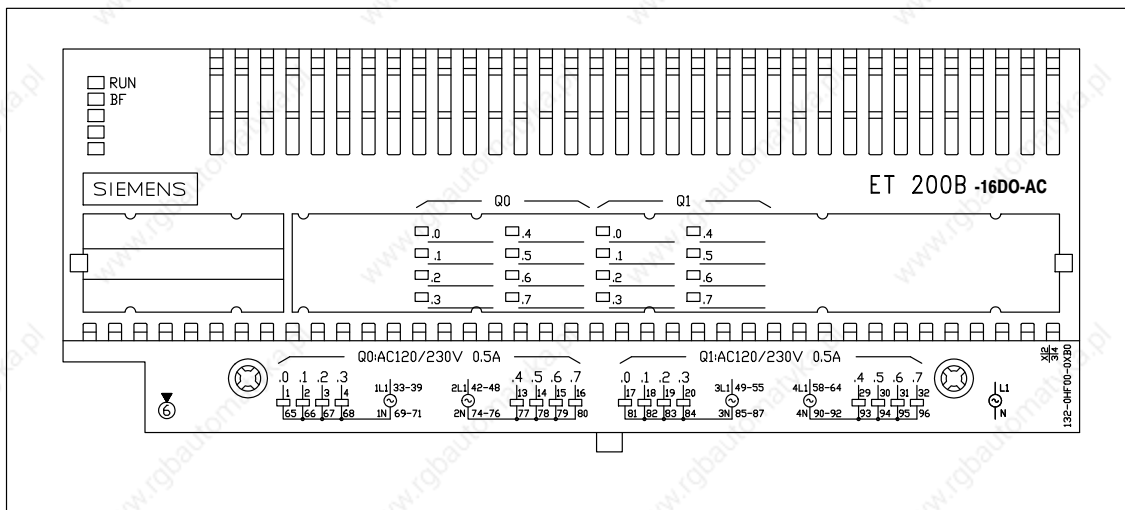 RUN
BF
SIEMENS
ET 200B -16DO-AC
Q0 Q1
.0 .4 .0 .4
.1 .5 .1 .5
.2 .6 .2 .6
.3 .7 .3 .7
Q0:AC120/230V 0.5A Q1:AC120/230V 0.5A
X12
314
.0 .1 .2 .3 .4 .5 .6 .7 .0 .1 .2 .3 .4 .5 .6 .7
1 2 3 4 1L1 33-39 2L1 42-48 13 14 15 16 17 18 19 20 3L1 49-55 4L1 58-64 29 30 31 32 L1
65 66 67 68 1N 69-71 2N 74-76 77 78 79 80 81 82 83 84 3N 85-87 4N 90-92 93 94 95 96 N
6
132-0HF00-0XB0
www.rgbautomatyka.pl